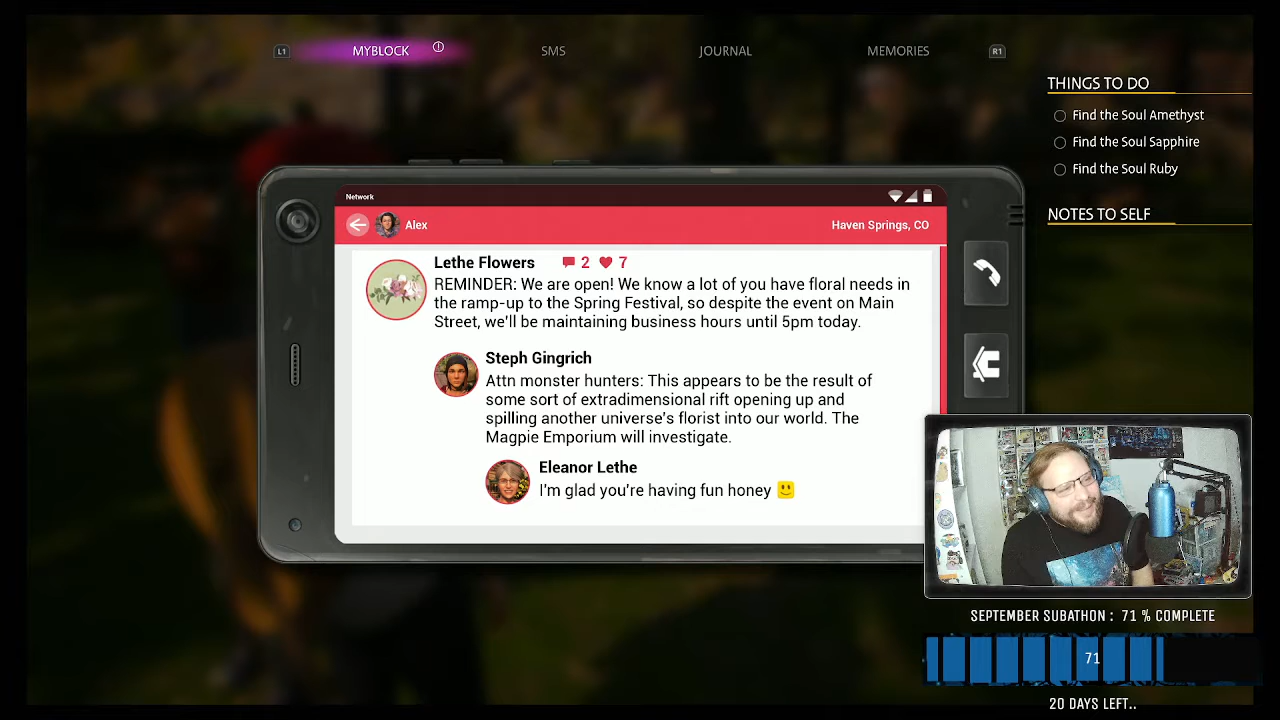 L1
MYBLOCK
SMS
JOURNAL
MEMORIES
R1
THINGS TO DO
Find the Soul Amethyst
Find the Soul Sapphire
Find the Soul Ruby
NOTES TO SELF
Network
Alex
Haven Springs, CO
Lethe Flowers 2 7
REMINDER: We are open! We know a lot of you have floral needs in
the ramp-up to the Spring Festival, so despite the event on Main
Street, we'll be maintaining business hours until 5pm today.
Steph Gingrich
Attn monster hunters: This appears to be the result of
some sort of extradimensional rift opening up and
spilling another universe's florist into our world. The
Magpie Emporium will investigate.
Eleanor Lethe
I'm glad you're having fun honey
SEPTEMBER SUBATHON : 71 % COMPLETE
71
20 DAYS LEFT..